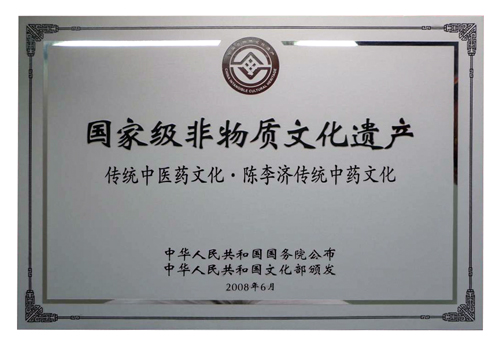 国家级非物质文化遗产
传统中医药文化·陈李济传统中药文化
中华人民共和国国务院公布
中华人民共和国文化部颁发
2008年6月